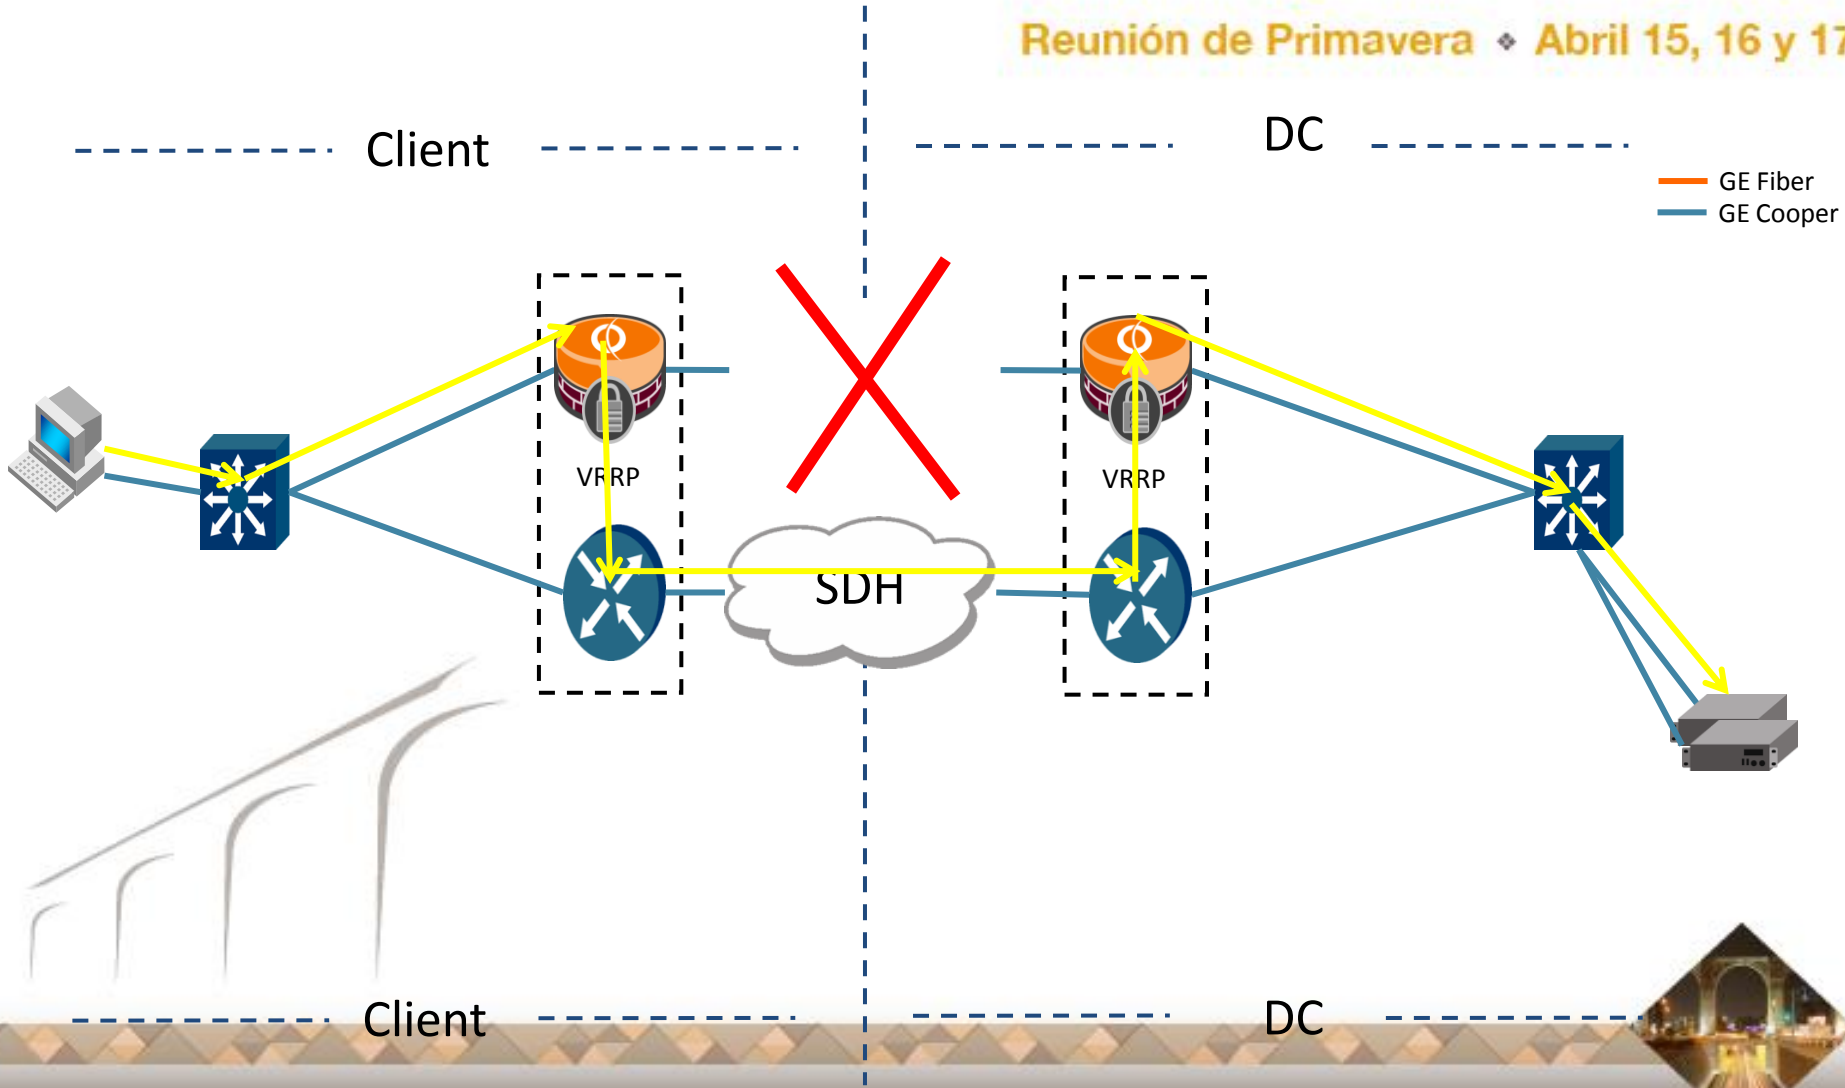 Reunión de Primavera ❖ Abril 15, 16 y 17
Client
DC
GE Fiber
GE Cooper
VRRP
VRRP
SDH
Client
DC